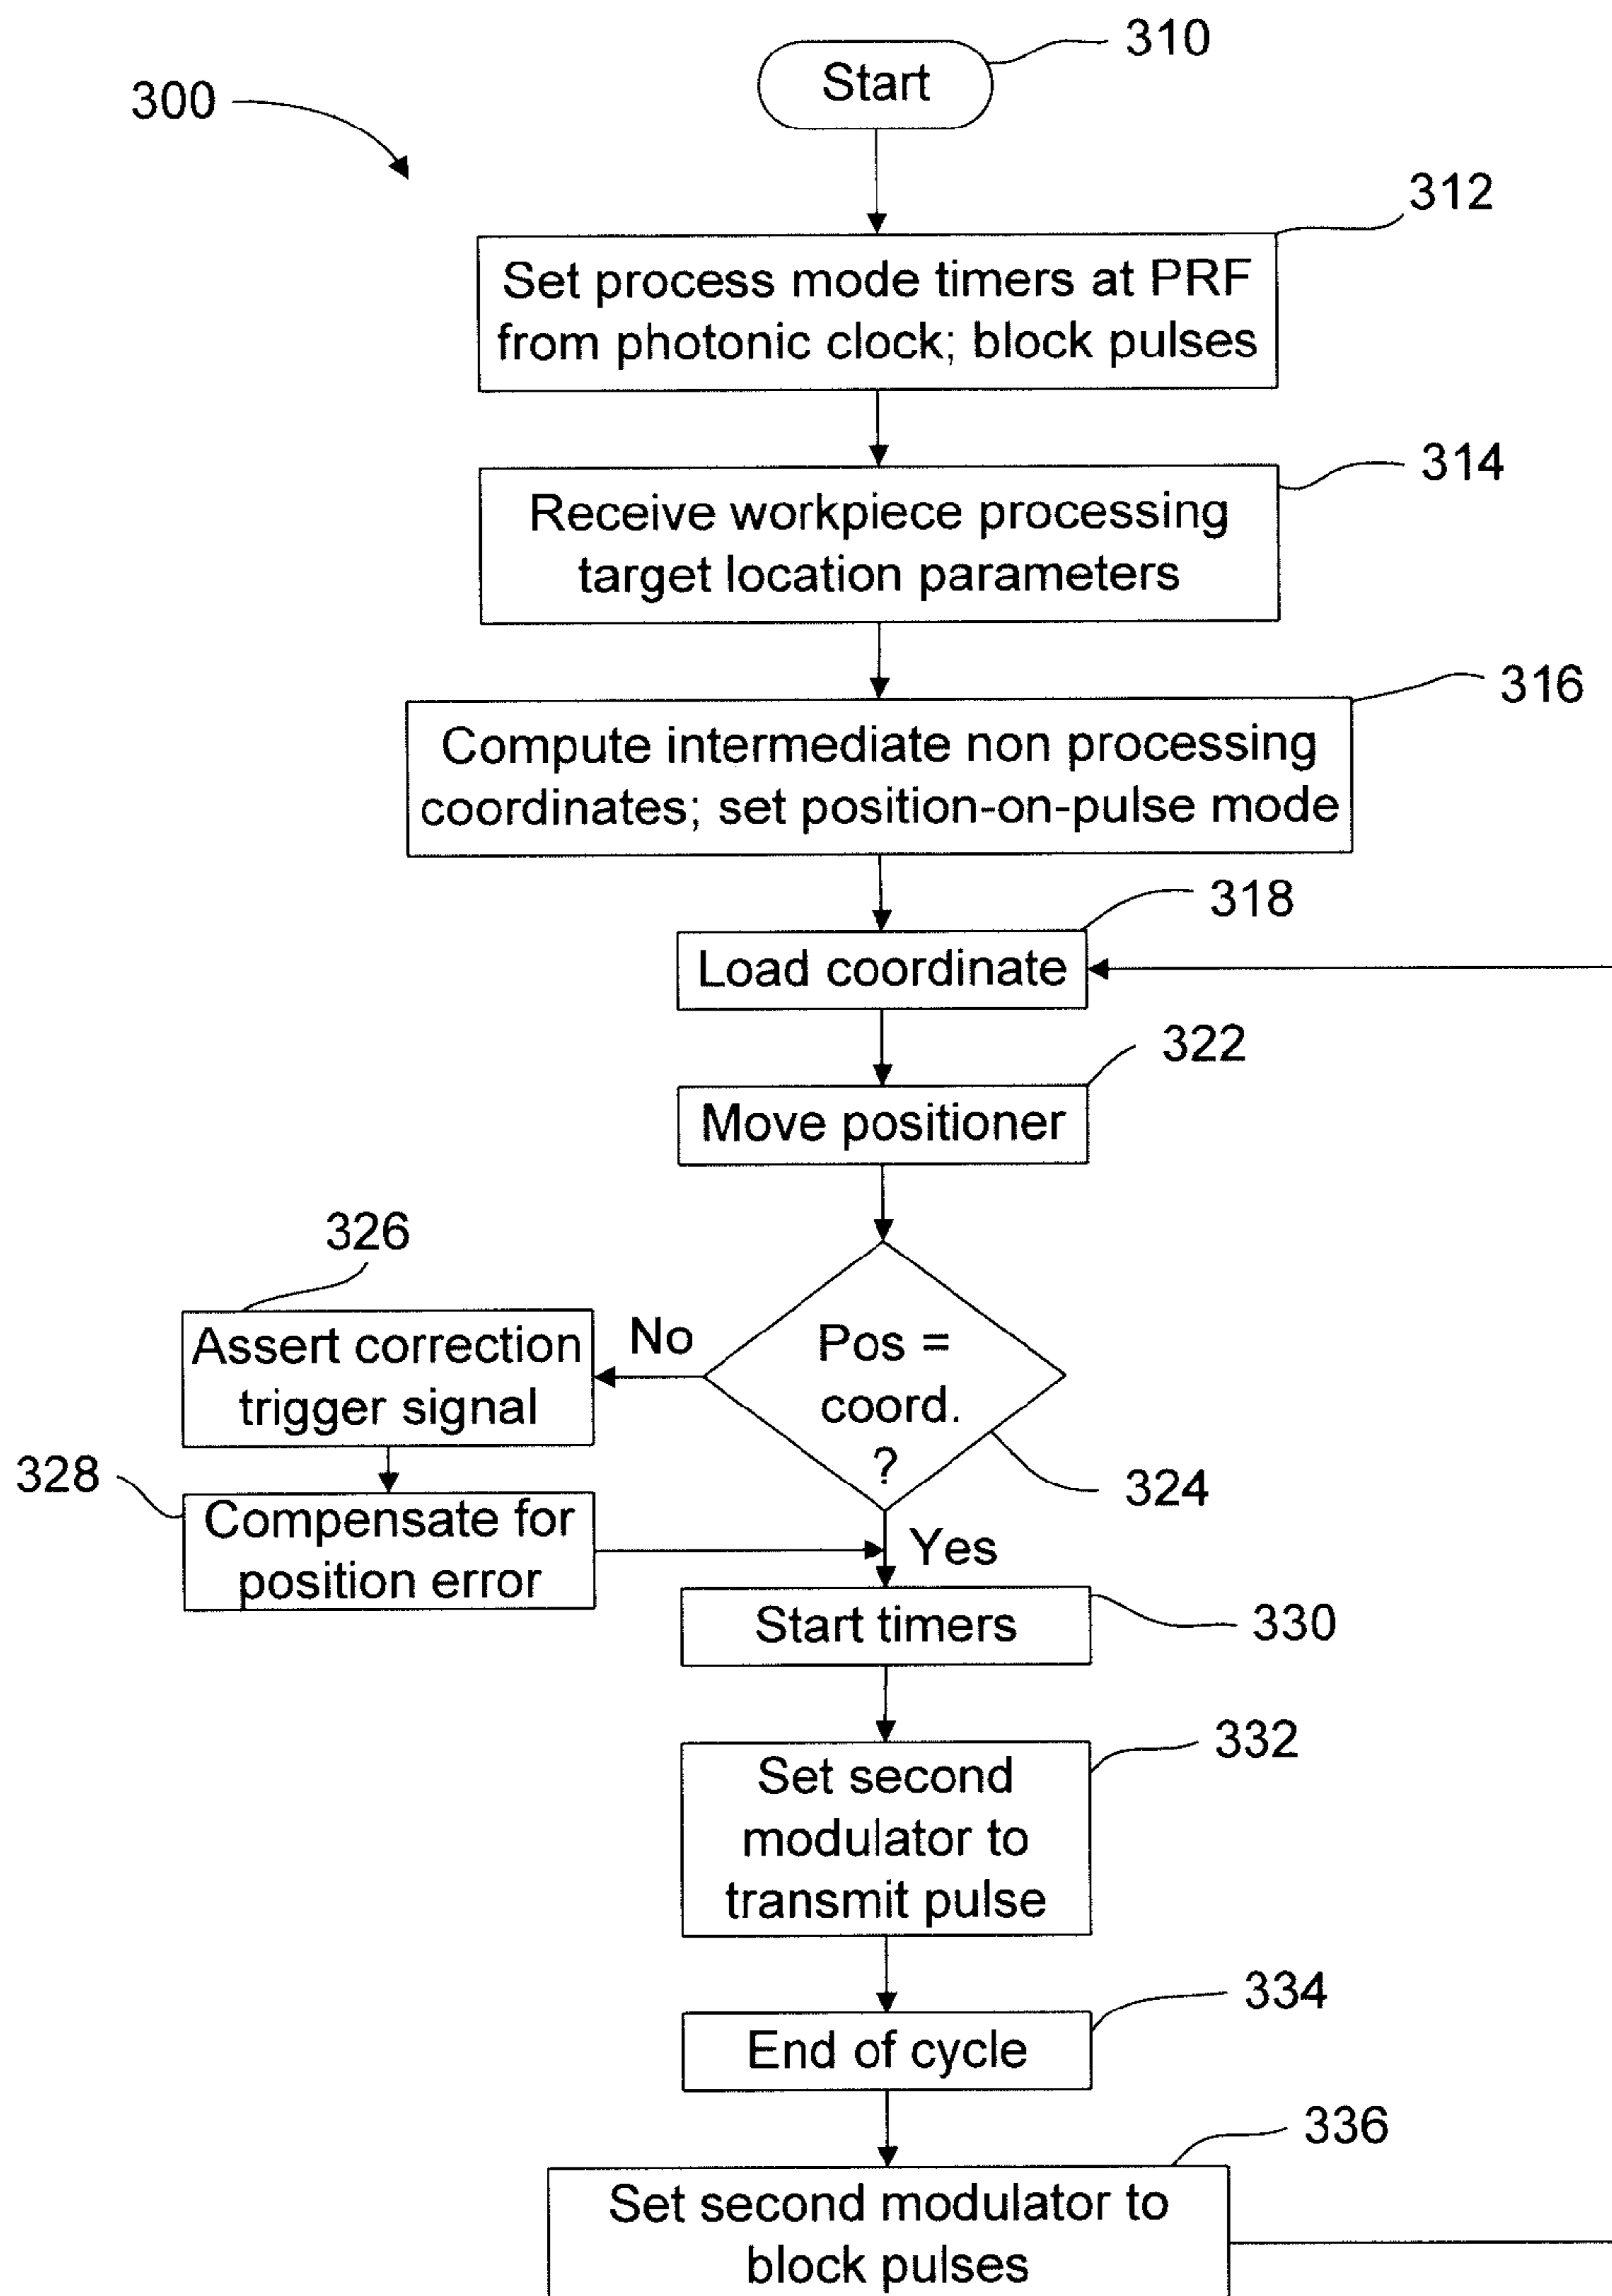 310
Start
300
312
Set process mode timers at PRF
from photonic clock; block pulses
314
Receive workpiece processing
target location parameters
316
Compute intermediate non processing
coordinates; set position-on-pulse mode
318
Load coordinate
322
Move positioner
326
Assert correction
trigger signal
No
Pos =
coord.
?
324
328
Compensate for
position error
Yes
Start timers
330
332
Set second
modulator to
transmit pulse
334
End of cycle
336
Set second modulator to
block pulses